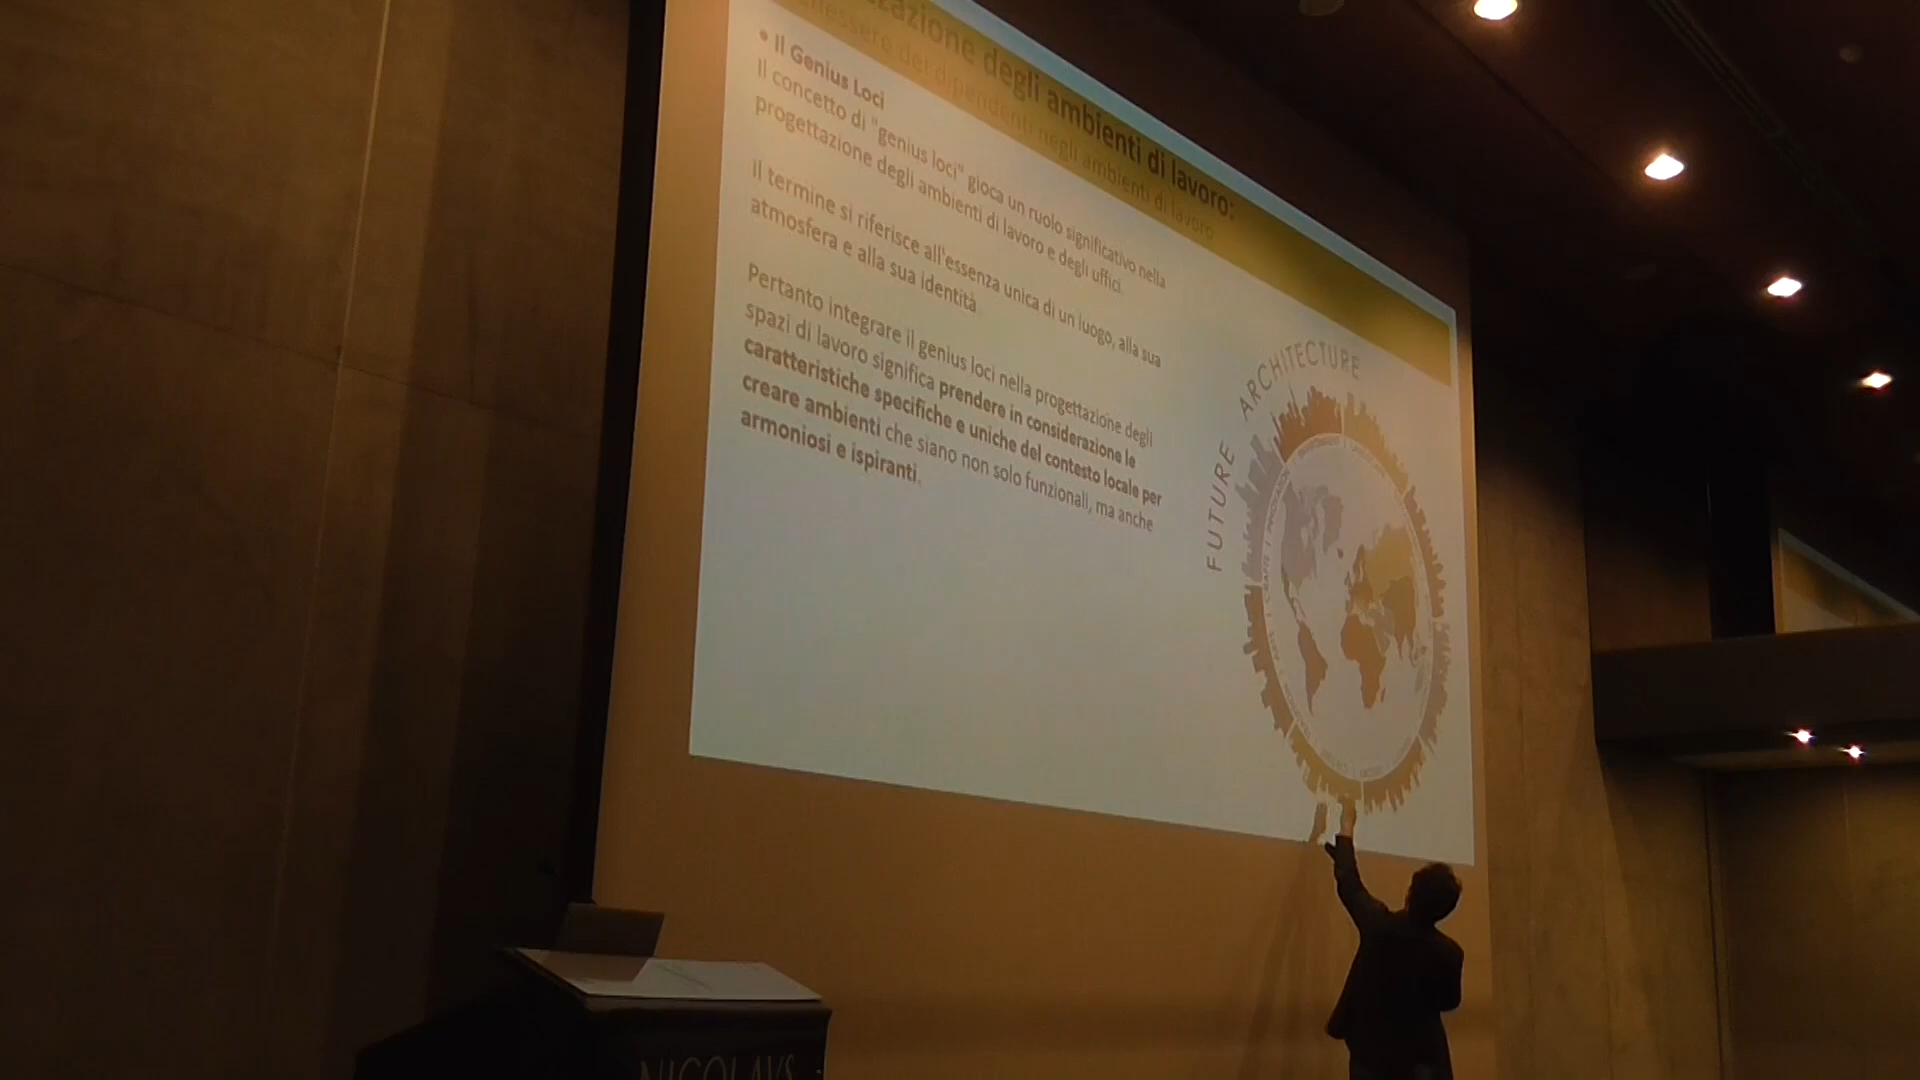 degli ambienti di lavoro:
dei dipendenti negli ambienti di lavoro
• Il Genius Loci
Il concetto di "genius loci" gioca un ruolo significativo nella
progettazione degli ambienti di lavoro e degli uffici.
Il termine si riferisce all'essenza unica di un luogo, alla sua
atmosfera e alla sua identità
Pertanto integrare il genius loci nella progettazione degli
spazi di lavoro significa prendere in considerazione le
caratteristiche specifiche e uniche del contesto locale per
creare ambienti che siano non solo funzionali, ma anche
armoniosi e ispiranti.
FUTURE ARCHITECTURE
NICOLAVS